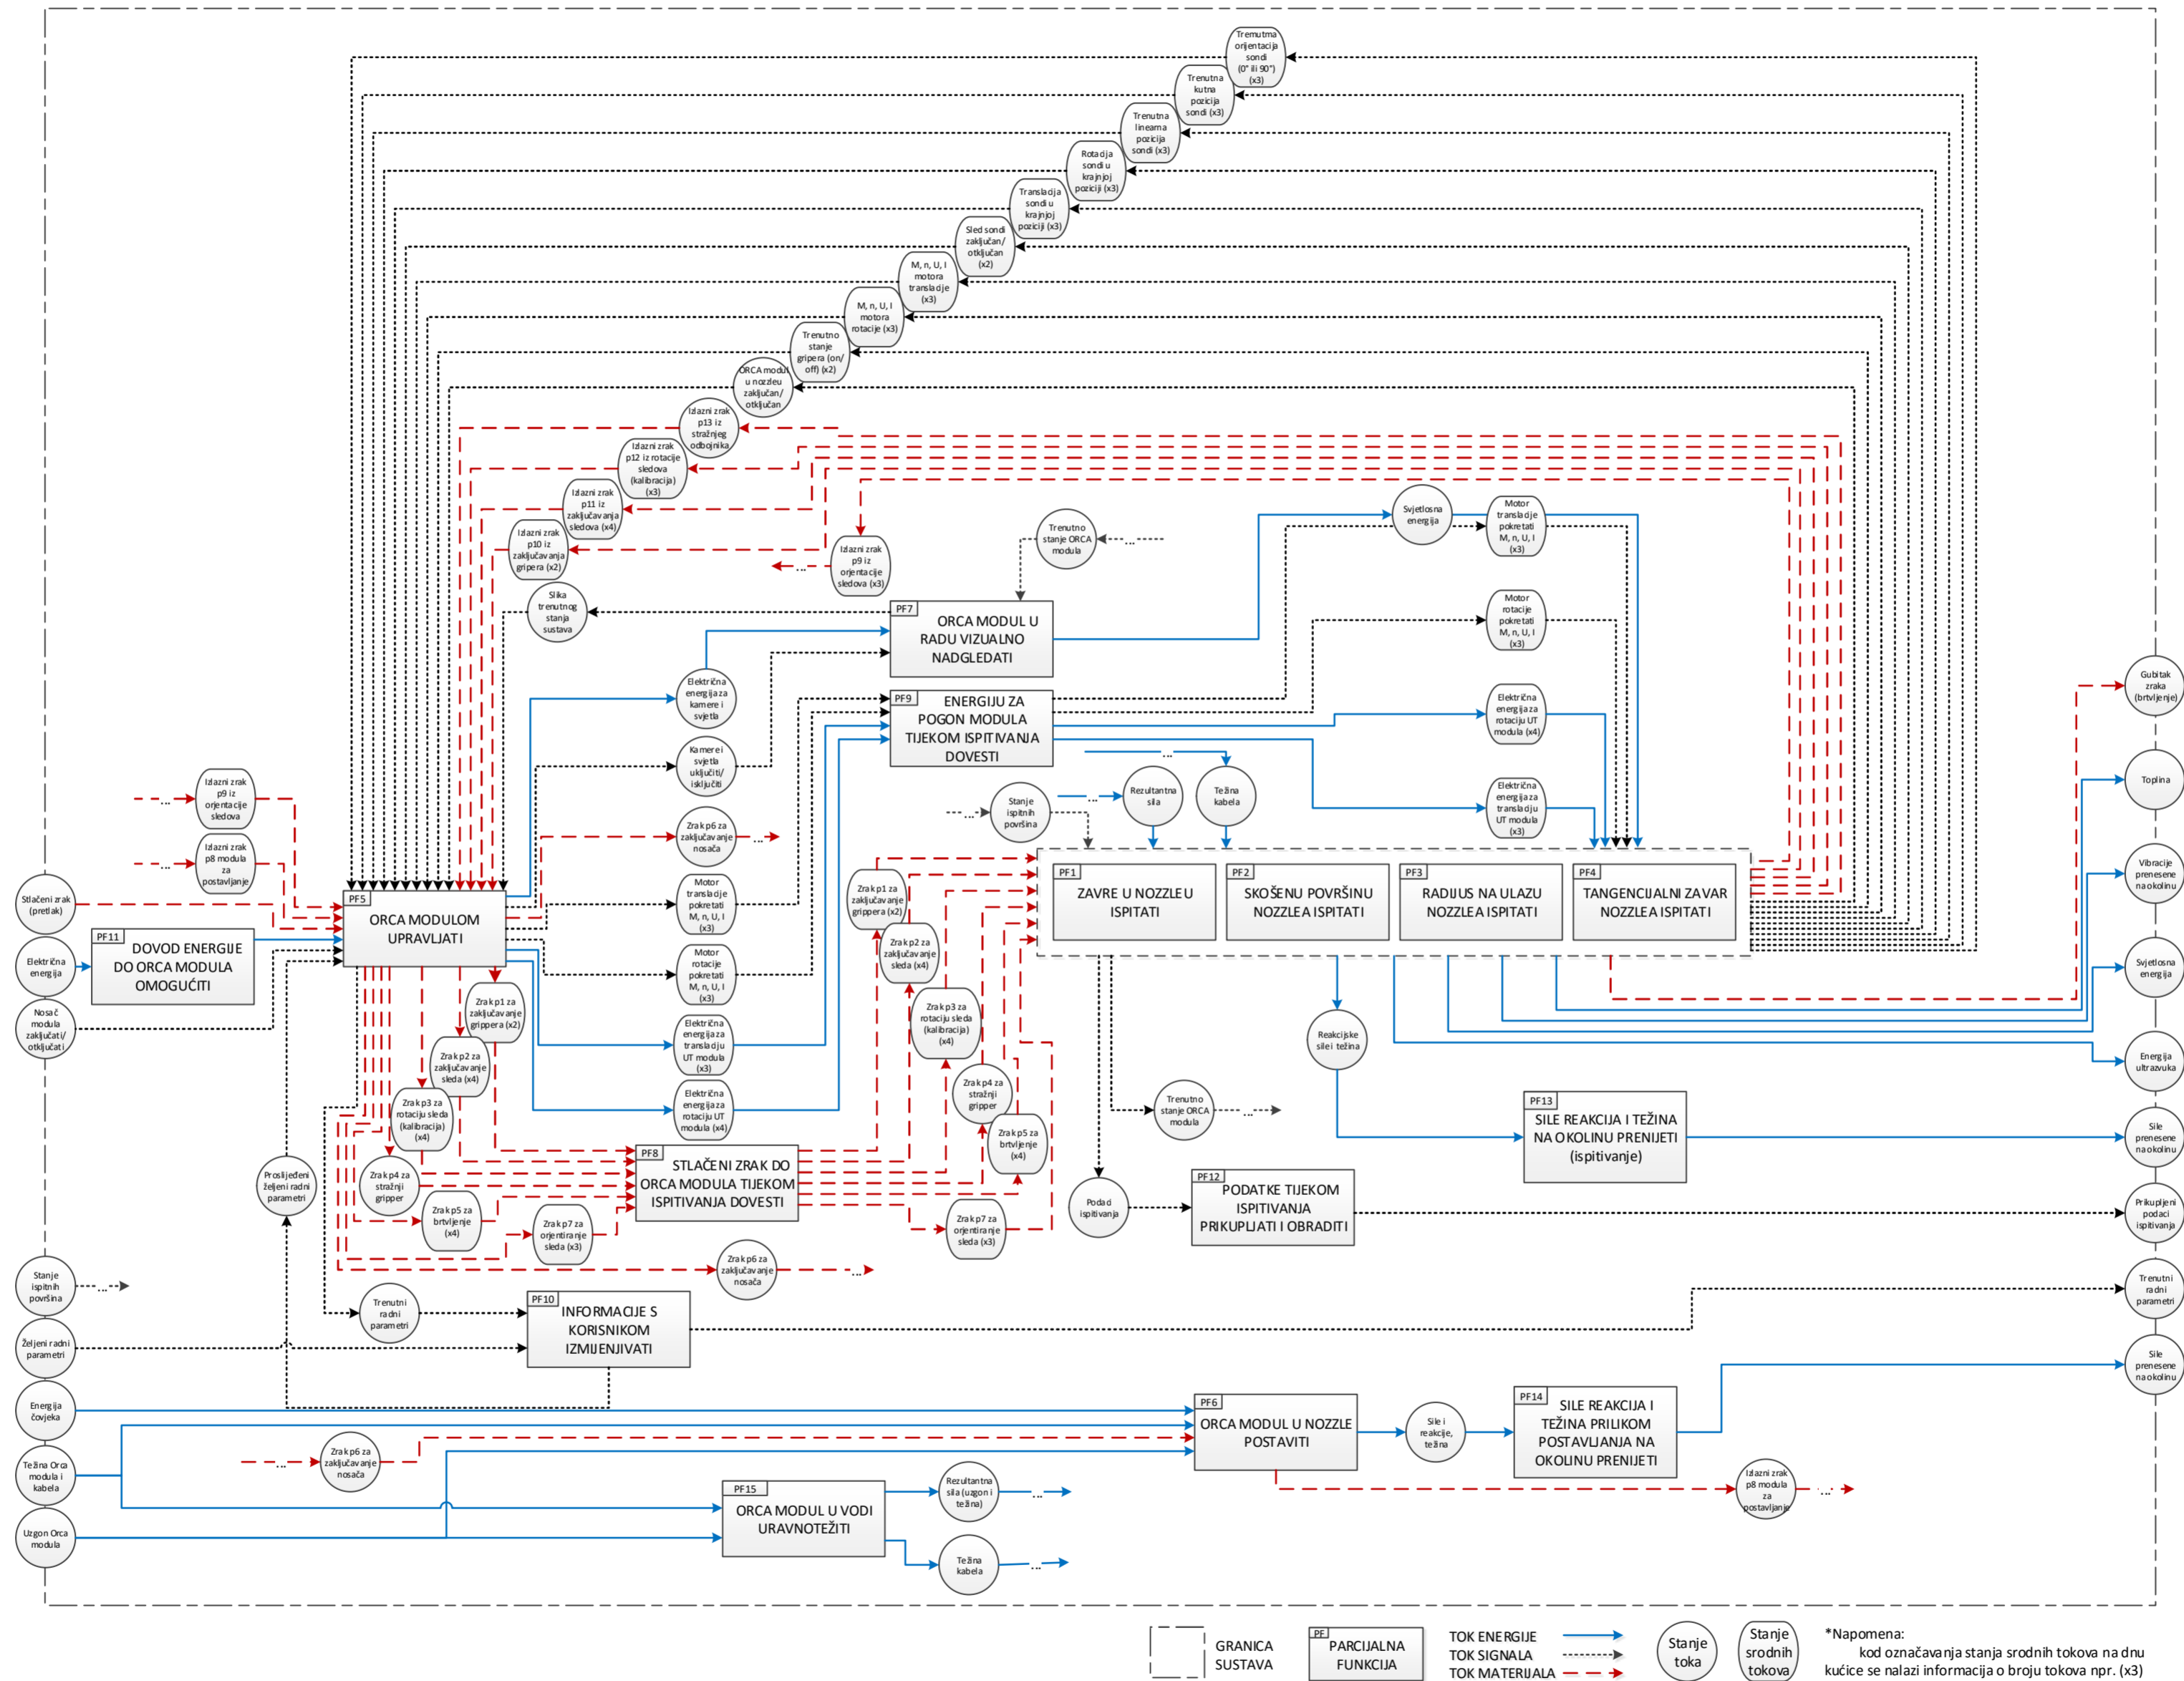 Tremutma
orijentacija
sondi
(0° ili 90°)
(x3)
Trenutna
kutna
pozicija
sondi (x3)
Trenutna
linearna
pozicija
sondi (x3)
Rotacija
sondi u
krajnjoj
poziciji (x3)
Translacija
sondi u
krajnjoj
poziciji (x3)
Sled sondi
zaključan/
otključan
(x2)
M, n, U, I
motora
translacije
(x3)
M, n, U, I
motora
rotacije (x3)
Trenutno
stanje
gripera (on/
off) (x2)
ORCA modul
u nozzleu
zaključan/
otključan
Izlazni zrak
p13 iz
stražnjeg
odbojnika
Izlazni zrak
p12 iz rotacije
sledova
(kalibracija)
(x3)
Izlazni zrak
p11 iz
zaključavanja
sledova (x4)
Izlazni zrak
p10 iz
zaključavanja
gripera (x2)
Izlazni zrak
p9 iz
orjentacije
sledova (x3)
...
Trenutno
stanje ORCA
modula
...
Svjetlosna
energija
Motor
translacije
pokretati
M, n, U, I
(x3)
Slika
trenutnog
stanja
sustava
PF7
ORCA MODUL U
RADU VIZUALNO
NADGLEDATI
Motor
rotacije
pokretati
M, n, U, I
(x3)
Električna
energija za
kamere i
svjetla
PF9
ENERGIJU ZA
POGON MODULA
TIJEKOM ISPITIVANJA
DOVESTI
Električna
energija za
rotaciju UT
modula (x4)
Gubitak
zraka
(brtvljenje)
Kamere i
svjetla
uključiti/
isključiti
...
Stanje
ispitnih
površina
...
Rezultantna
sila
...
Težina
kabela
Električna
energija za
translaciju
UT modula
(x3)
Toplina
Izlazni zrak
p9 iz
orjentacije
sledova
...
Izlazni zrak
p8 modula
za
postavljanje
...
Zrak p6 za
zaključavanje
nosača
...
Vibracije
prenesene
na okolinu
Stlačeni zrak
(pretlak)
PF5
ORCA MODULOM
UPRAVLJATI
Motor
translacije
pokretati
M, n, U, I
(x3)
Zrak p1 za
zaključavanje
grippera (x2)
PF1
ZAVRE U NOZZLEU
ISPITATI
PF2
SKOŠENU POVRŠINU
NOZZLEA ISPITATI
PF3
RADIJUS NA ULAZU
NOZZLEA ISPITATI
PF4
TANGENCIJALNI ZAVAR
NOZZLEA ISPITATI
Električna
energija
PF11
DOVOD ENERGIJE
DO ORCA MODULA
OMOGUĆITI
Motor
rotacije
pokretati
M, n, U, I
(x3)
Zrak p2 za
zaključavanje
sleda (x4)
Svjetlosna
energija
Nosač
modula
zaključati/
otključati
Zrak p1 za
zaključavanje
grippera (x2)
Zrak p3 za
rotaciju sleda
(kalibracija)
(x4)
Reakcijske
sile i težina
Energija
ultrazvuka
Zrak p2 za
zaključavanje
sleda (x4)
Električna
energija za
translaciju
UT modula
(x3)
Zrak p4 za
stražnji
gripper
Zrak p3 za
rotaciju sleda
(kalibracija)
(x4)
Električna
energija za
rotaciju UT
modula (x4)
Zrak p5 za
brtvljenje
(x4)
Trenutno
stanje ORCA
modula
...
PF13
SILE REAKCIJA I TEŽINA
NA OKOLINU PRENIJETI
(ispitivanje)
Sile
prenesene
na okolinu
Proslijeđeni
željeni radni
parametri
Zrak p4 za
stražnji
gripper
PF8
STLAČENI ZRAK DO
ORCA MODULA TIJEKOM
ISPITIVANJA DOVESTI
Podaci
ispitivanja
PF12
PODATKE TIJEKOM
ISPITIVANJA
PRIKUPLJATI I OBRADITI
Prikupljeni
podaci
ispitivanja
Zrak p5 za
brtvljenje
(x4)
Zrak p7 za
orjentiranje
sleda (x3)
Zrak p7 za
orjentiranje
sleda (x3)
Zrak p6 za
zaključavanje
nosača
...
Stanje
ispitnih
površina
...
Trenutni
radni
parametri
PF10
INFORMACIJE S
KORISNIKOM
IZMIJENJIVATI
Trenutni
radni
parametri
Željeni radni
parametri
Sile
prenesene
na okolinu
Energija
čovjeka
PF6
ORCA MODUL U NOZZLE
POSTAVITI
Sile i
reakcije,
težina
PF14
SILE REAKCIJA I
TEŽINA PRILIKOM
POSTAVLJANJA NA
OKOLINU PRENIJETI
Težina Orca
modula i
kabela
...
Zrak p6 za
zaključavanje
nosača
Izlazni zrak
p8 modula
za
postavljanje
...
Uzgon Orca
modula
PF15
ORCA MODUL U VODI
URAVNOTEŽITI
Rezultantna
sila (uzgon i
težina)
...
Težina
kabela
...
GRANICA
SUSTAVA
PF
PARCIJALNA
FUNKCIJA
TOK ENERGIJE
TOK SIGNALA
TOK MATERIJALA
Stanje
toka
Stanje
srodnih
tokova
*Napomena:
kod označavanja stanja srodnih tokova na dnu
kućice se nalazi informacija o broju tokova npr. (x3)